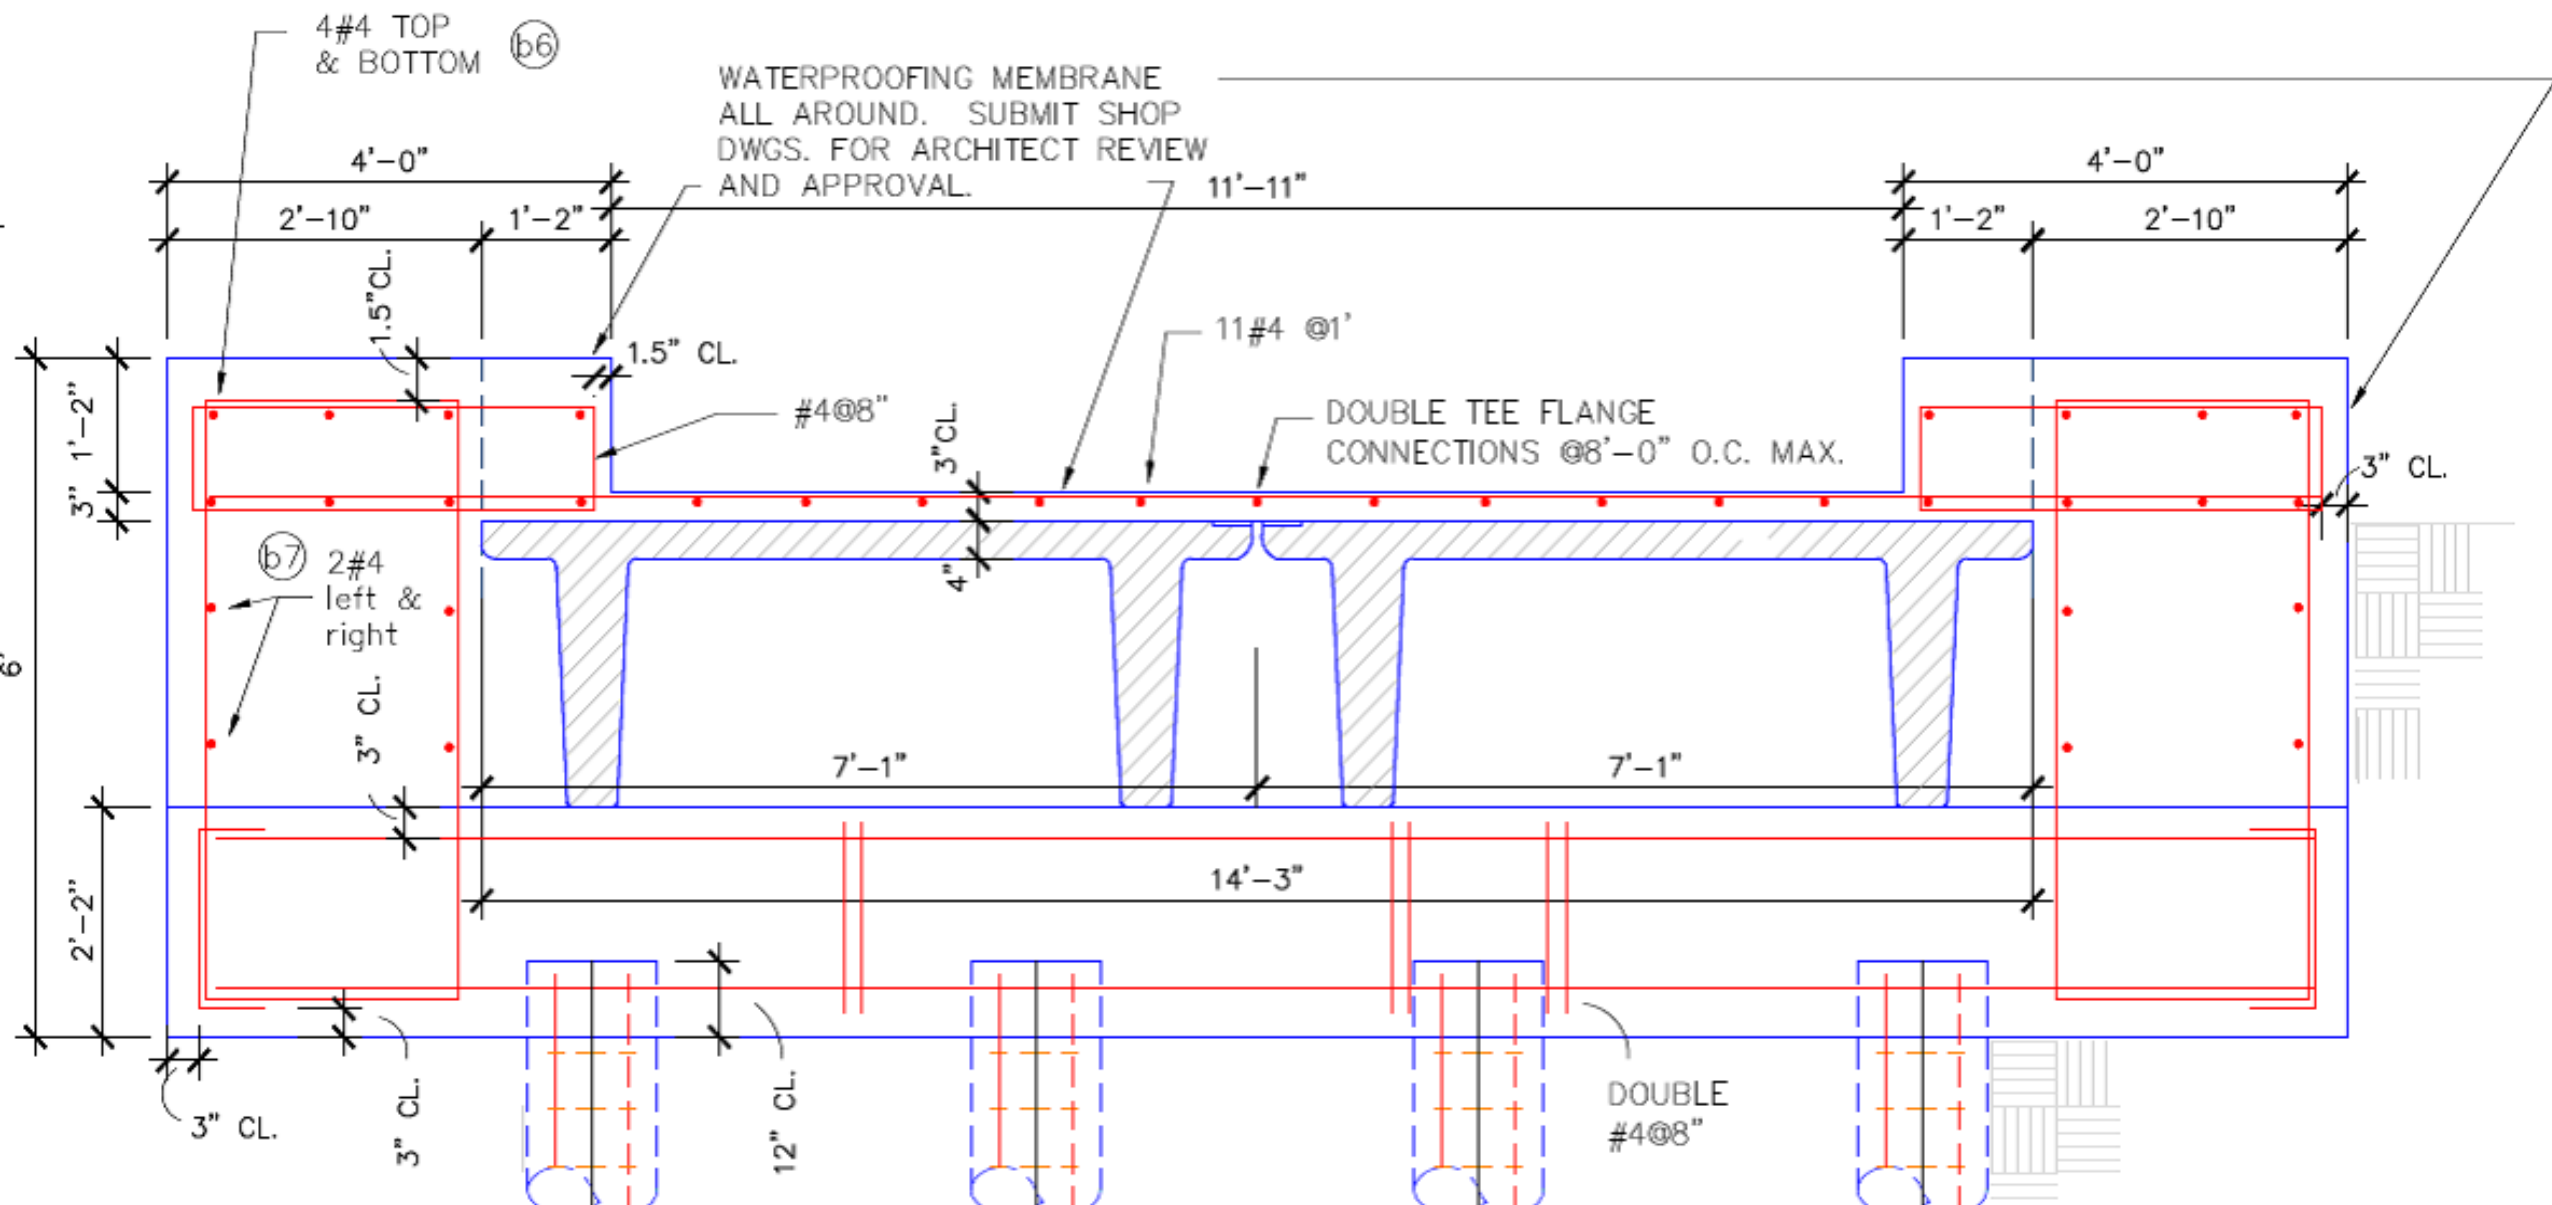 4#4 TOP
& BOTTOM
b6
WATERPROOFING MEMBRANE
ALL AROUND. SUBMIT SHOP
DWGS. FOR ARCHITECT REVIEW
AND APPROVAL.
4'-0"
11'-11"
4'-0"
2'-10"
1'-2"
1'-2"
2'-10"
1.5"CL.
1.5" CL.
11#4 @1'
#4@8"
3"CL.
DOUBLE TEE FLANGE
CONNECTIONS @8'-0" O.C. MAX.
1'-2"
3"
3" CL.
4"
b7
2#4
left &
right
6'
3" CL.
7'-1"
7'-1"
14'-3"
2'-2"
3" CL.
3" CL.
12" CL.
DOUBLE
#4@8"